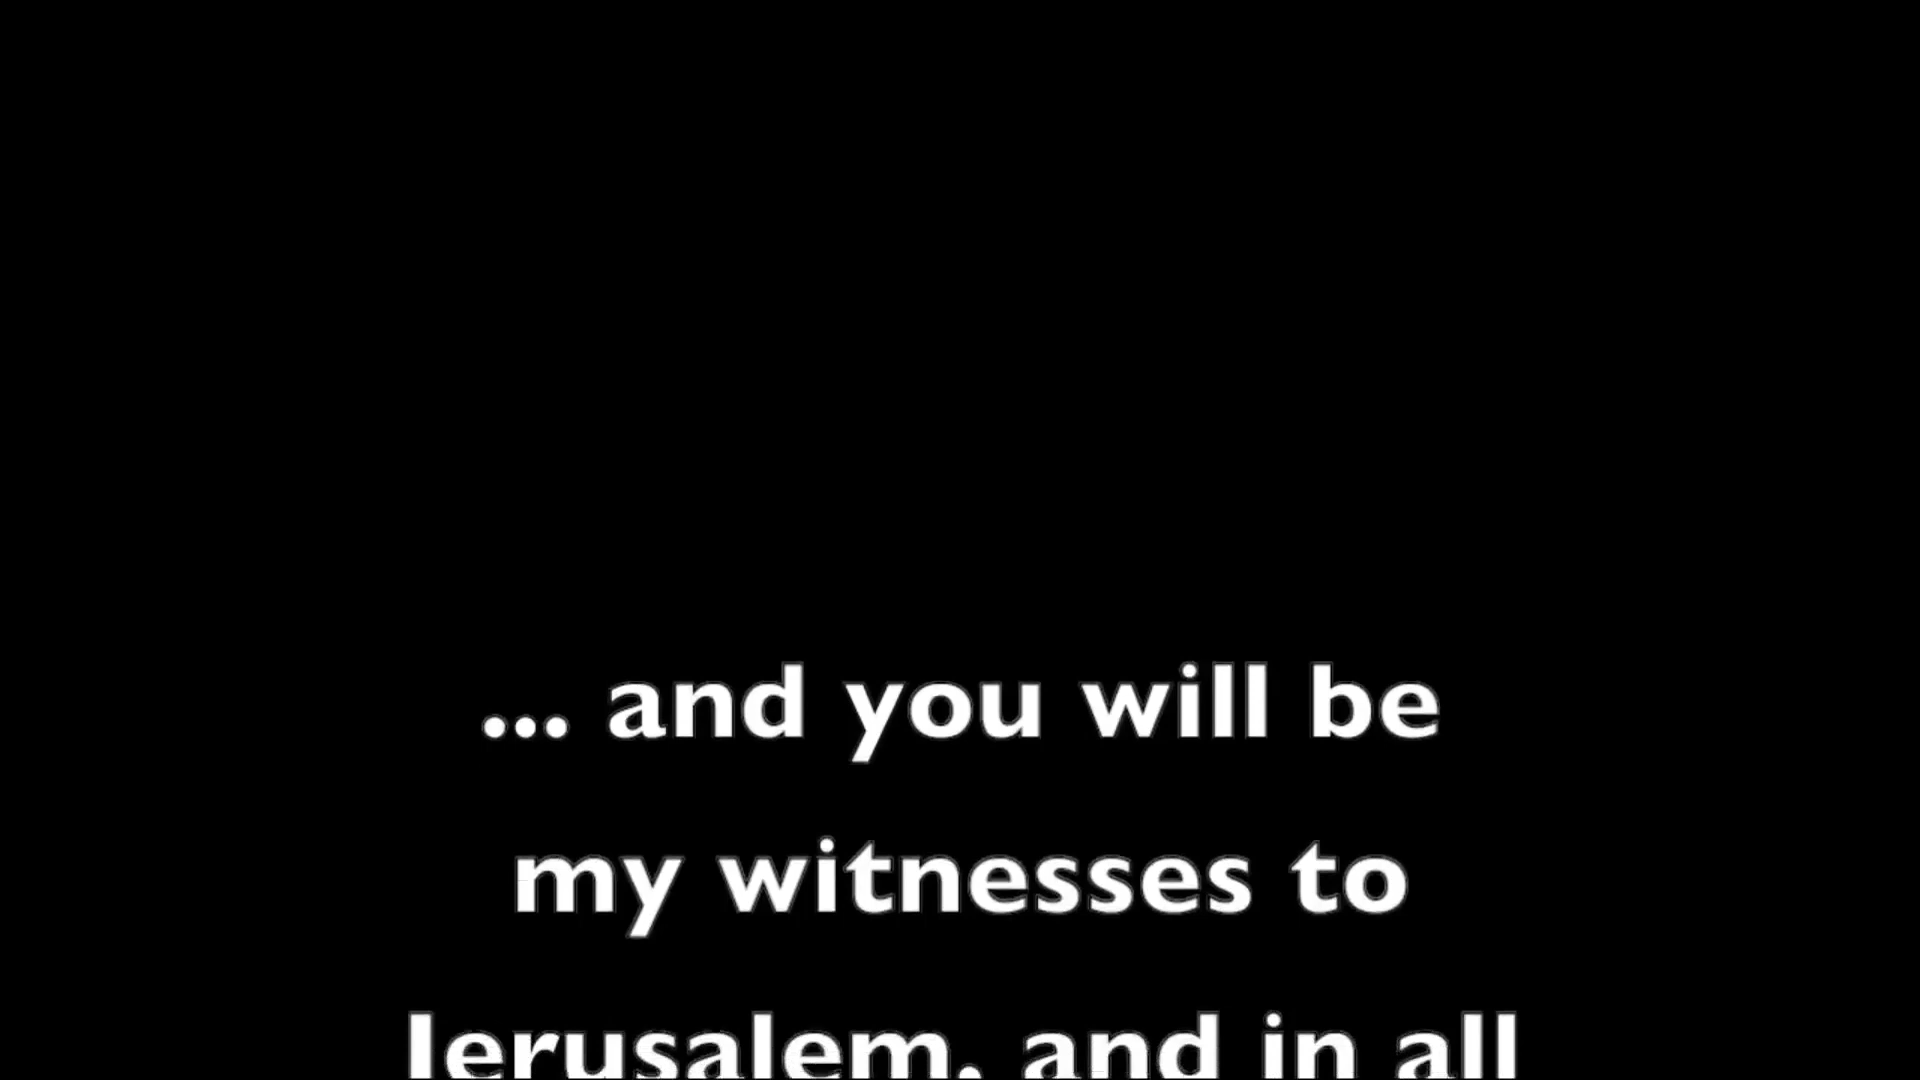 ... and you will be
my witnesses to
Jerusalem, and in all